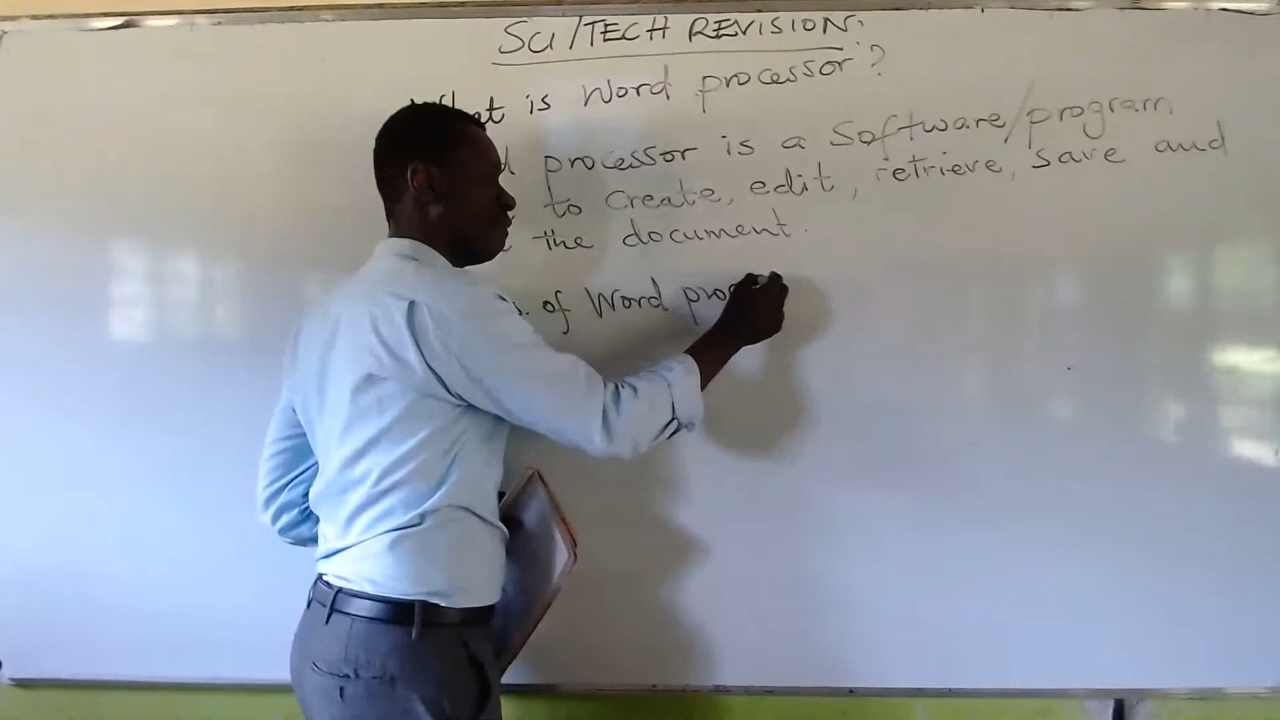 SCI/TECH REVISION.
What is Word processor?
processor is a Software/program
to create, edit, retrieve, save and
the document.
of Word pro